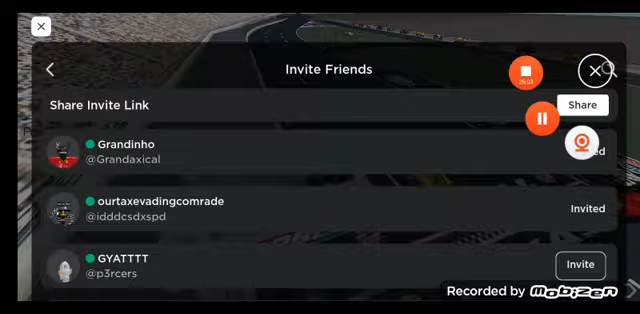 Invite Friends
Share Invite Link
Share
Grandinho
@Grandaxical
ourtaxevadingcomrade
@idddcsdxspd
Invited
GYATTTT
@p3rcers
Invite
Recorded by MobiZen